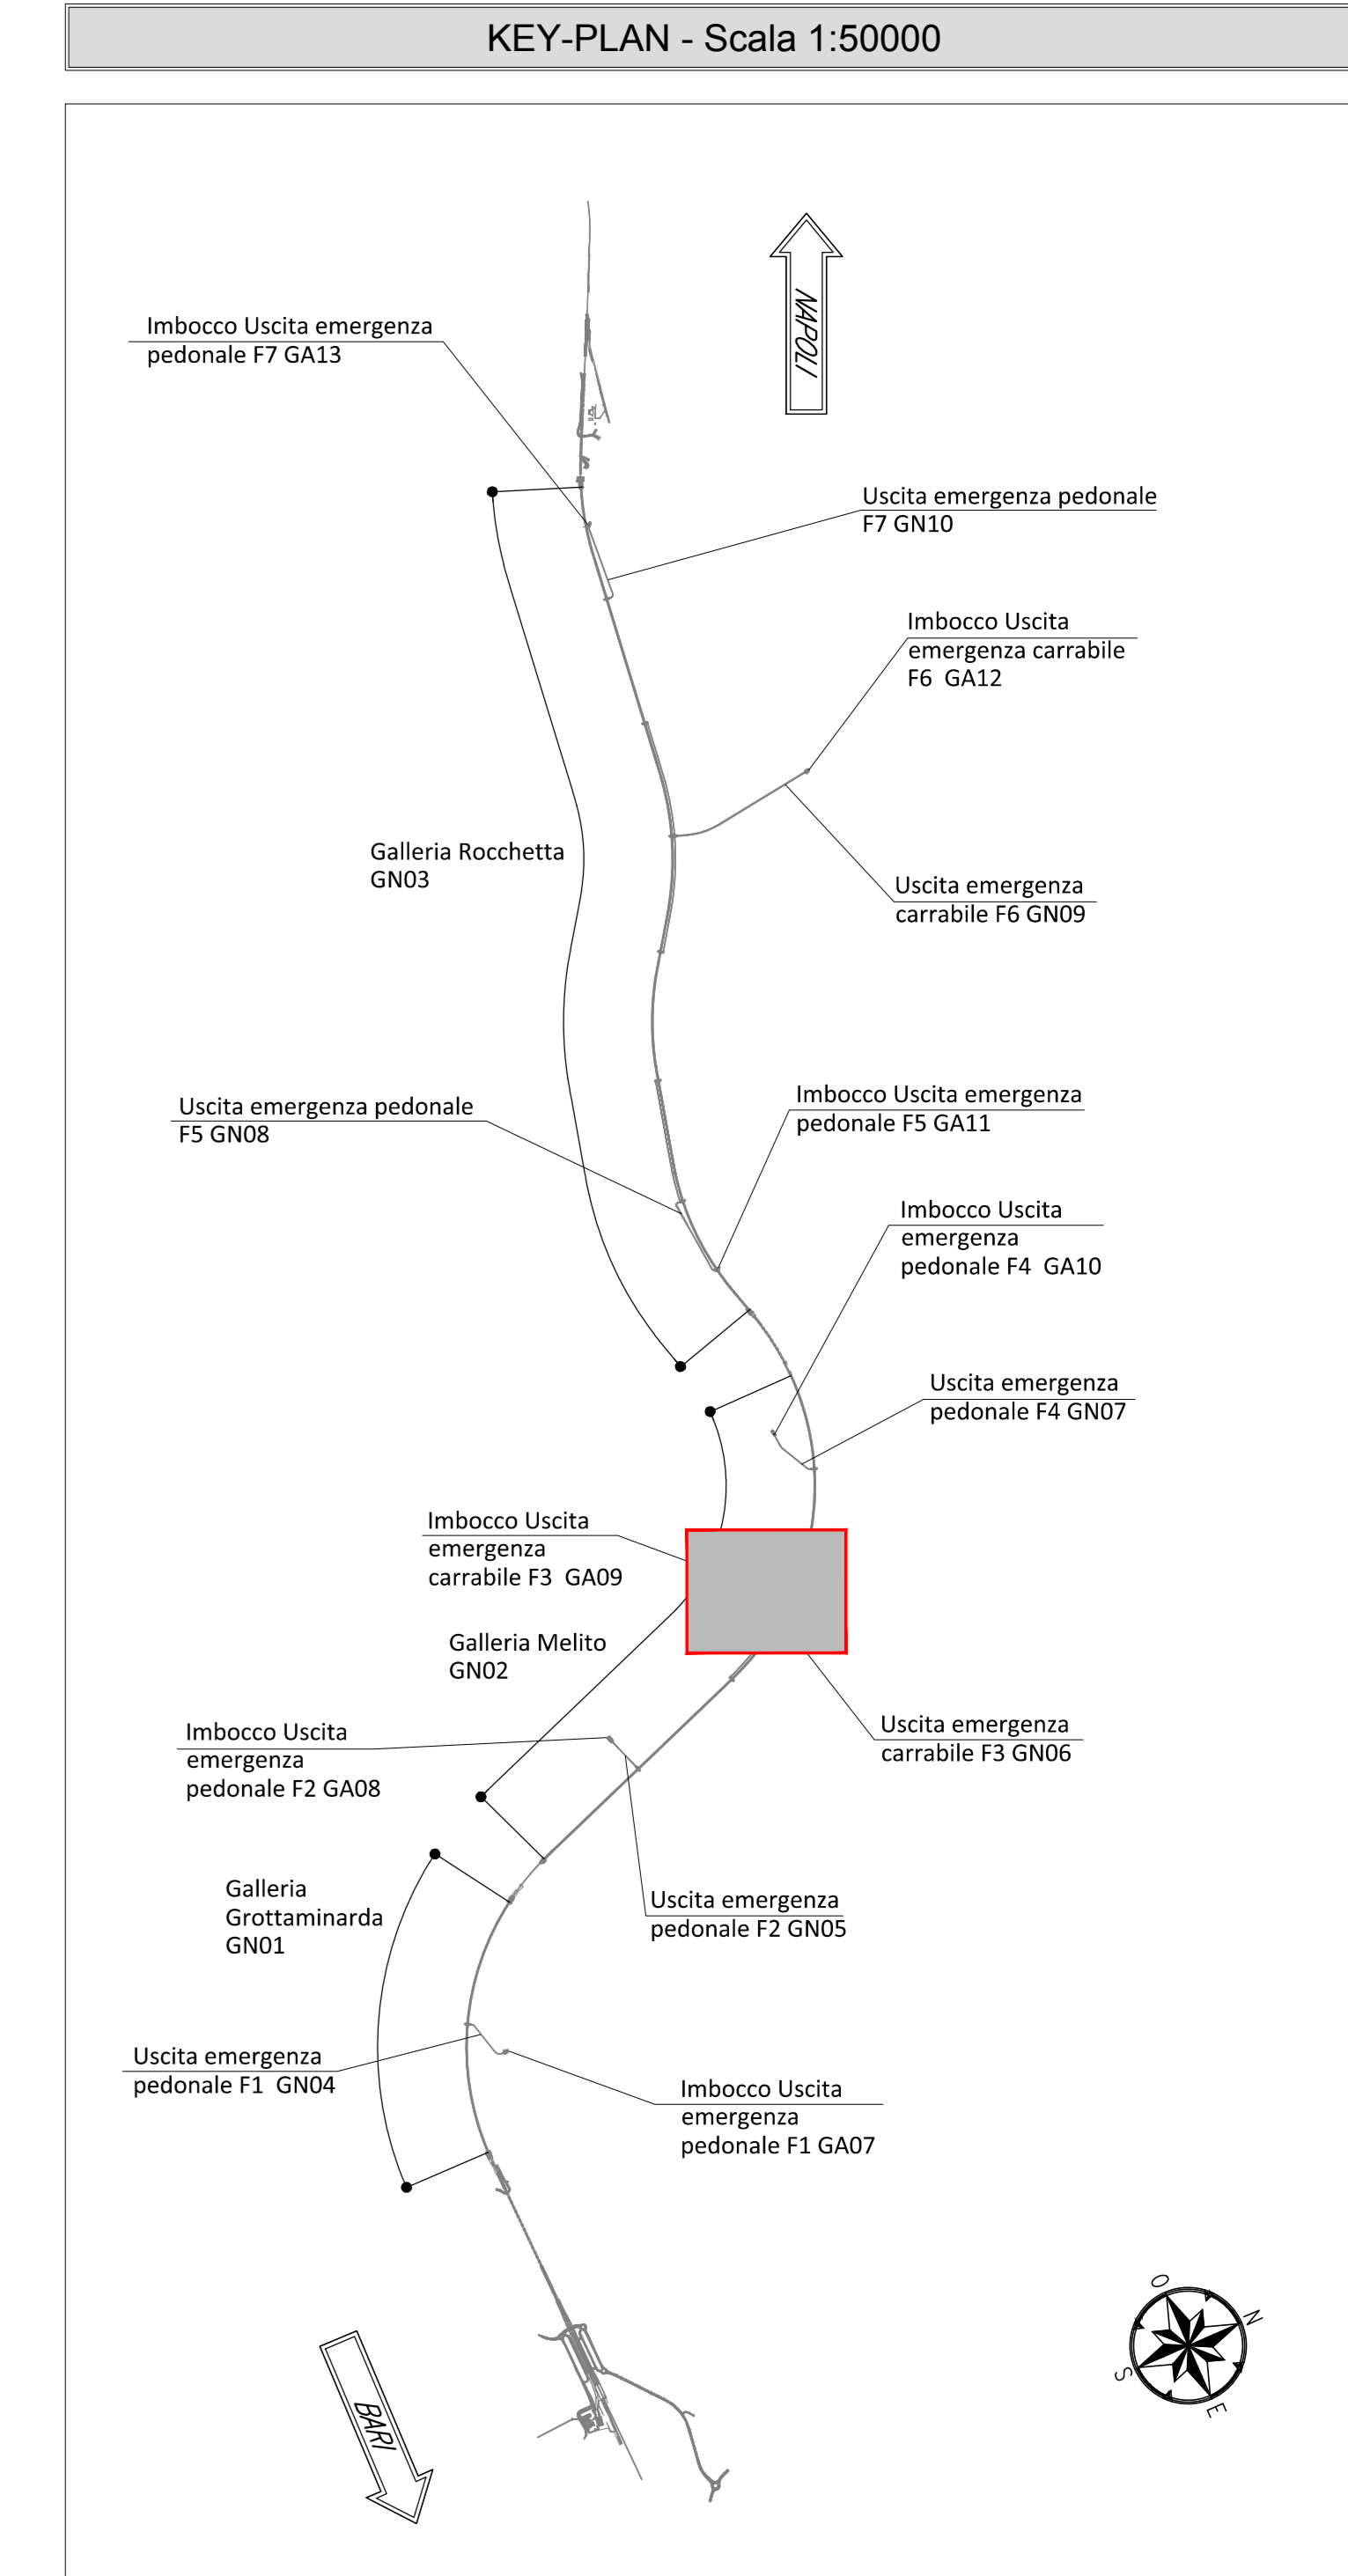 KEY-PLAN - Scala 1:50000
NAPOLI
Imbocco Uscita emergenza
pedonale F7 GA13
Uscita emergenza pedonale
F7 GN10
Imbocco Uscita
emergenza carrabile
F6 GA12
Galleria Rocchetta
GN03
Uscita emergenza
carrabile F6 GN09
Uscita emergenza pedonale
F5 GN08
Imbocco Uscita emergenza
pedonale F5 GA11
Imbocco Uscita
emergenza
pedonale F4 GA10
Uscita emergenza
pedonale F4 GN07
Imbocco Uscita
emergenza
carrabile F3 GA09
Galleria Melito
GN02
Imbocco Uscita
emergenza
pedonale F2 GA08
Uscita emergenza
carrabile F3 GN06
Galleria
Grottaminarda
GN01
Uscita emergenza
pedonale F2 GN05
Uscita emergenza
pedonale F1 GN04
Imbocco Uscita
emergenza
pedonale F1 GA07
O
N
S
E
BARI